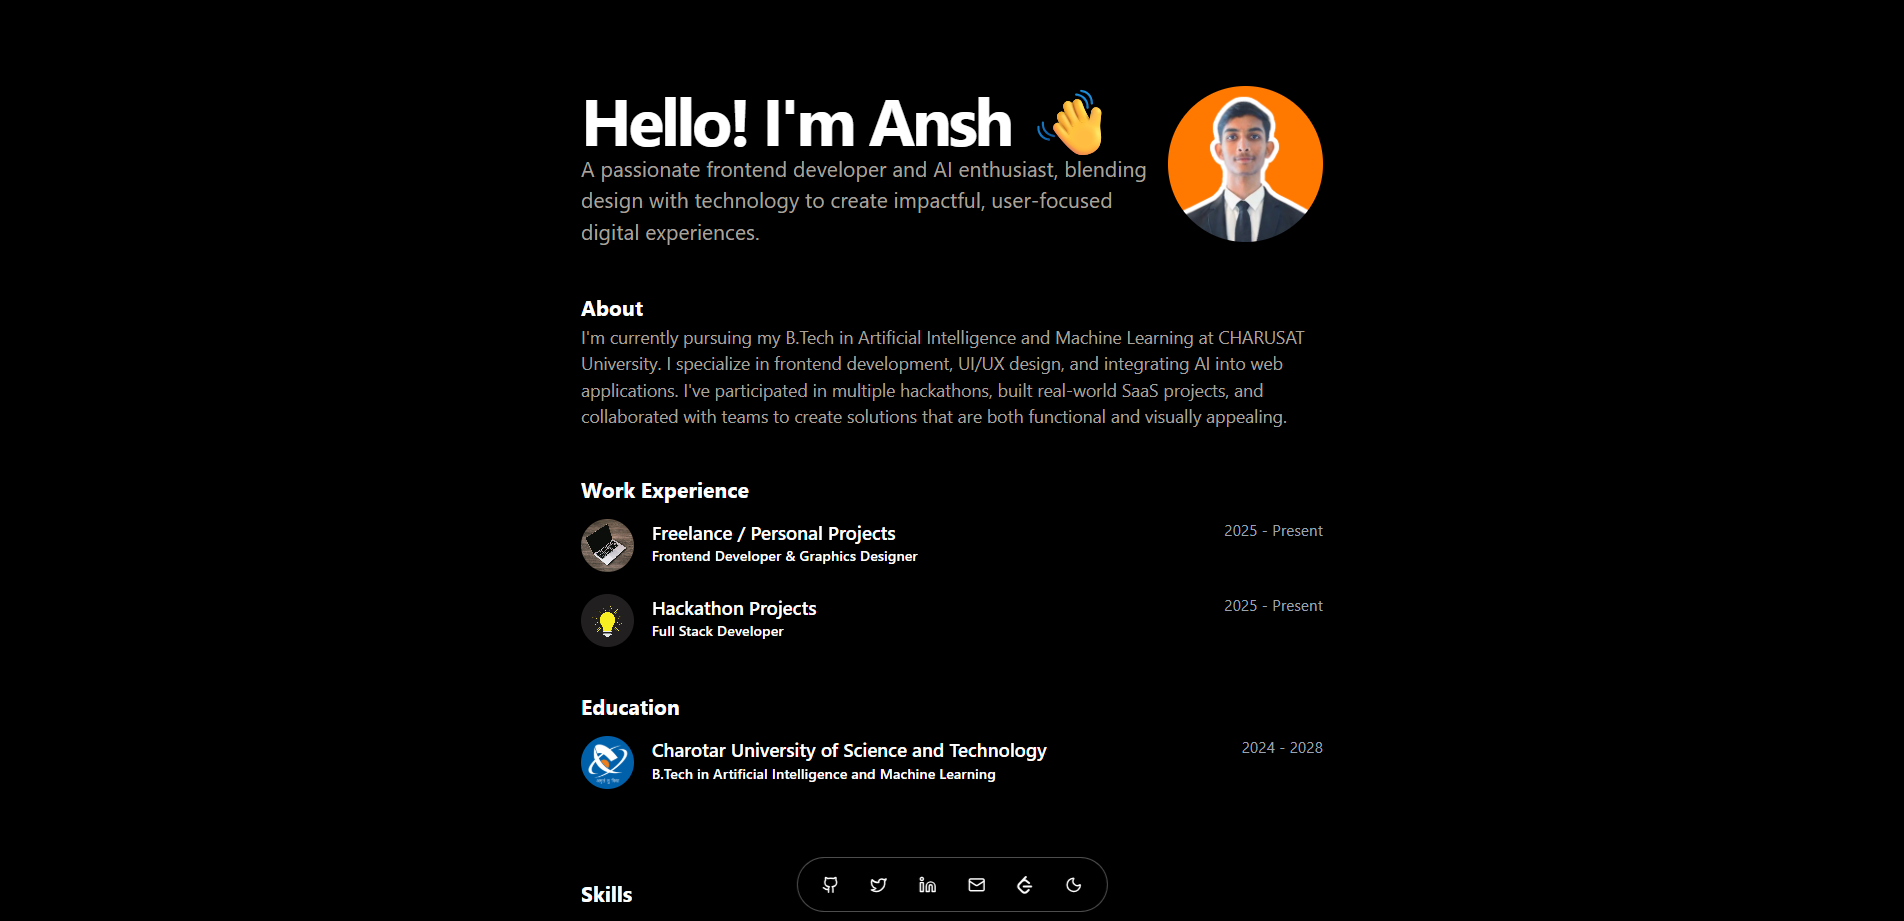 Hello! I'm Ansh 👋
A passionate frontend developer and AI enthusiast, blending
design with technology to create impactful, user-focused
digital experiences.
About
I'm currently pursuing my B.Tech in Artificial Intelligence and Machine Learning at CHARUSAT
University. I specialize in frontend development, UI/UX design, and integrating AI into web
applications. I've participated in multiple hackathons, built real-world SaaS projects, and
collaborated with teams to create solutions that are both functional and visually appealing.
Work Experience
Freelance / Personal Projects
2025 - Present
Frontend Developer & Graphics Designer
Hackathon Projects
2025 - Present
Full Stack Developer
Education
Charotar University of Science and Technology
2024 - 2028
B.Tech in Artificial Intelligence and Machine Learning
Skills